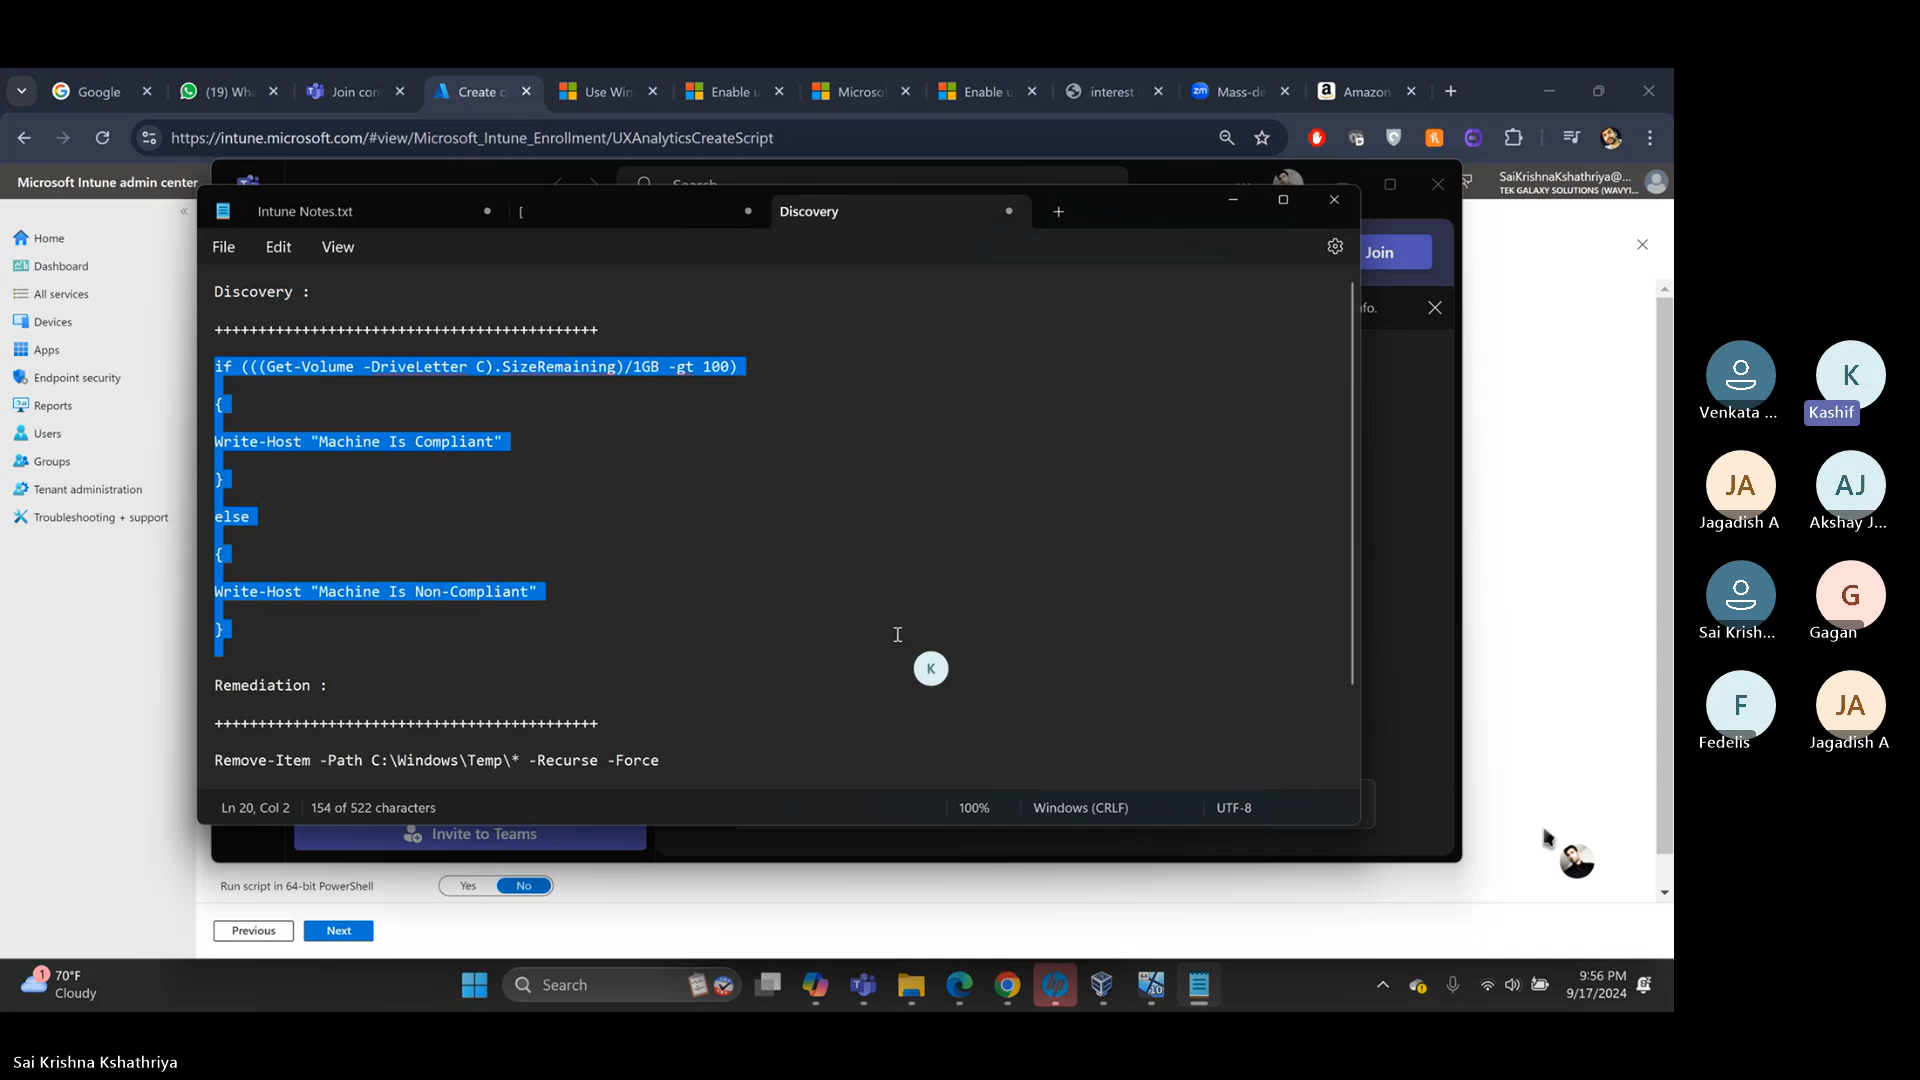 Google
(19) Wh
Join con
Create c
Use Win
Enable u
Microso
Enable u
interest
zm
Mass-de
Amazon
https://intune.microsoft.com/#view/Microsoft_Intune_Enrollment/UXAnalyticsCreateScript
Microsoft Intune admin center
Search
SaiKrishnaKshathriya@...
TEK GALAXY SOLUTIONS (WAVY1...
Home
Dashboard
All services
Devices
Apps
Endpoint security
Reports
Users
Groups
Tenant administration
Troubleshooting + support
Intune Notes.txt
[
Discovery
File
Edit
View
Join
nfo.
Discovery :
++++++++++++++++++++++++++++++++++++++++++++
if (((Get-Volume -DriveLetter C).SizeRemaining)/1GB -gt 100)
{
Write-Host "Machine Is Compliant"
}
else
{
Write-Host "Machine Is Non-Compliant"
}
Remediation :
++++++++++++++++++++++++++++++++++++++++++++
Remove-Item -Path C:\Windows\Temp\* -Recurse -Force
K
Ln 20, Col 2
154 of 522 characters
100%
Windows (CRLF)
UTF-8
Invite to Teams
Run script in 64-bit PowerShell
Yes
No
Previous
Next
1
70°F
Cloudy
Search
9:56 PM
9/17/2024
Venkata ...
K
Kashif
JA
Jagadish A
AJ
Akshay J...
Sai Krish...
G
Gagan
F
Fedelis
JA
Jagadish A
Sai Krishna Kshathriya